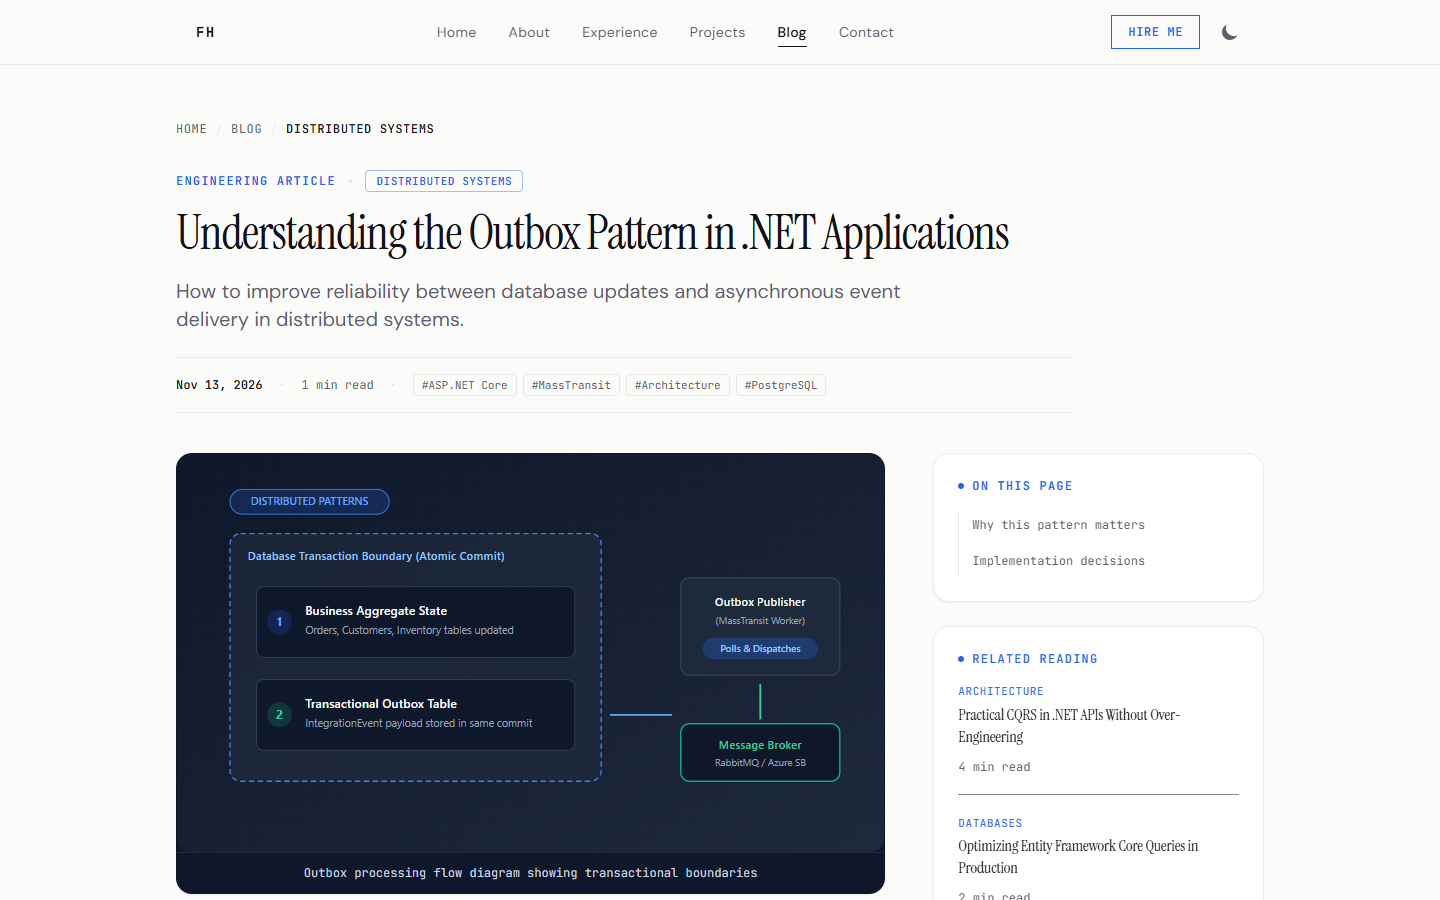 FH
Home
About
Experience
Projects
Blog
Contact
HIRE ME
HOME / BLOG / DISTRIBUTED SYSTEMS
ENGINEERING ARTICLE
DISTRIBUTED SYSTEMS
Understanding the Outbox Pattern in .NET Applications
How to improve reliability between database updates and asynchronous event
delivery in distributed systems.
Nov 13, 2026 · 1 min read · #ASP.NET Core #MassTransit #Architecture #PostgreSQL
DISTRIBUTED PATTERNS
Database Transaction Boundary (Atomic Commit)
1
Business Aggregate State
Orders, Customers, Inventory tables updated
2
Transactional Outbox Table
IntegrationEvent payload stored in same commit
Outbox Publisher
(MassTransit Worker)
Polls & Dispatches
Message Broker
RabbitMQ / Azure SB
Outbox processing flow diagram showing transactional boundaries
ON THIS PAGE
Why this pattern matters
Implementation decisions
RELATED READING
ARCHITECTURE
Practical CQRS in .NET APIs Without Over-
Engineering
4 min read
DATABASES
Optimizing Entity Framework Core Queries in
Production
2 min read